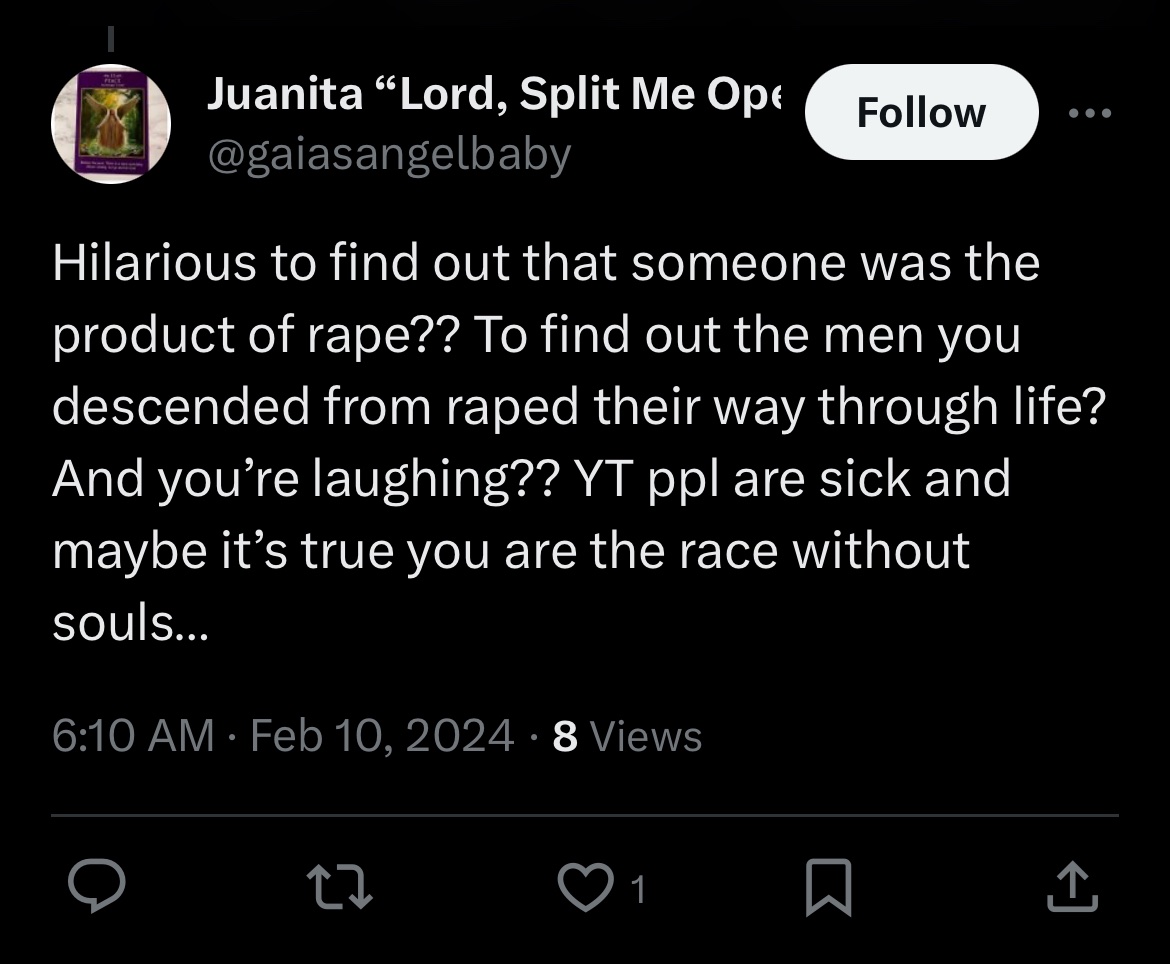 Juanita “Lord, Split Me Ope
Follow
@gaiasangelbaby
Hilarious to find out that someone was the
product of rape?? To find out the men you
descended from raped their way through life?
And you’re laughing?? YT ppl are sick and
maybe it’s true you are the race without
souls...
6:10 AM · Feb 10, 2024 · 8 Views
1